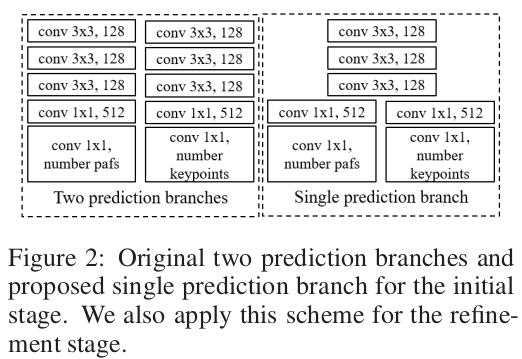 conv 3x3, 128
conv 3x3, 128
conv 3x3, 128
conv 1x1, 512
conv 1x1,
number pafs
conv 3x3, 128
conv 3x3, 128
conv 3x3, 128
conv 1x1, 512
conv 1x1,
number
keypoints
Two prediction branches
conv 3x3, 128
conv 3x3, 128
conv 3x3, 128
conv 1x1, 512
conv 1x1,
number pafs
conv 1x1, 512
conv 1x1,
number
keypoints
Single prediction branch
Figure 2: Original two prediction branches and
proposed single prediction branch for the initial
stage. We also apply this scheme for the refine-
ment stage.